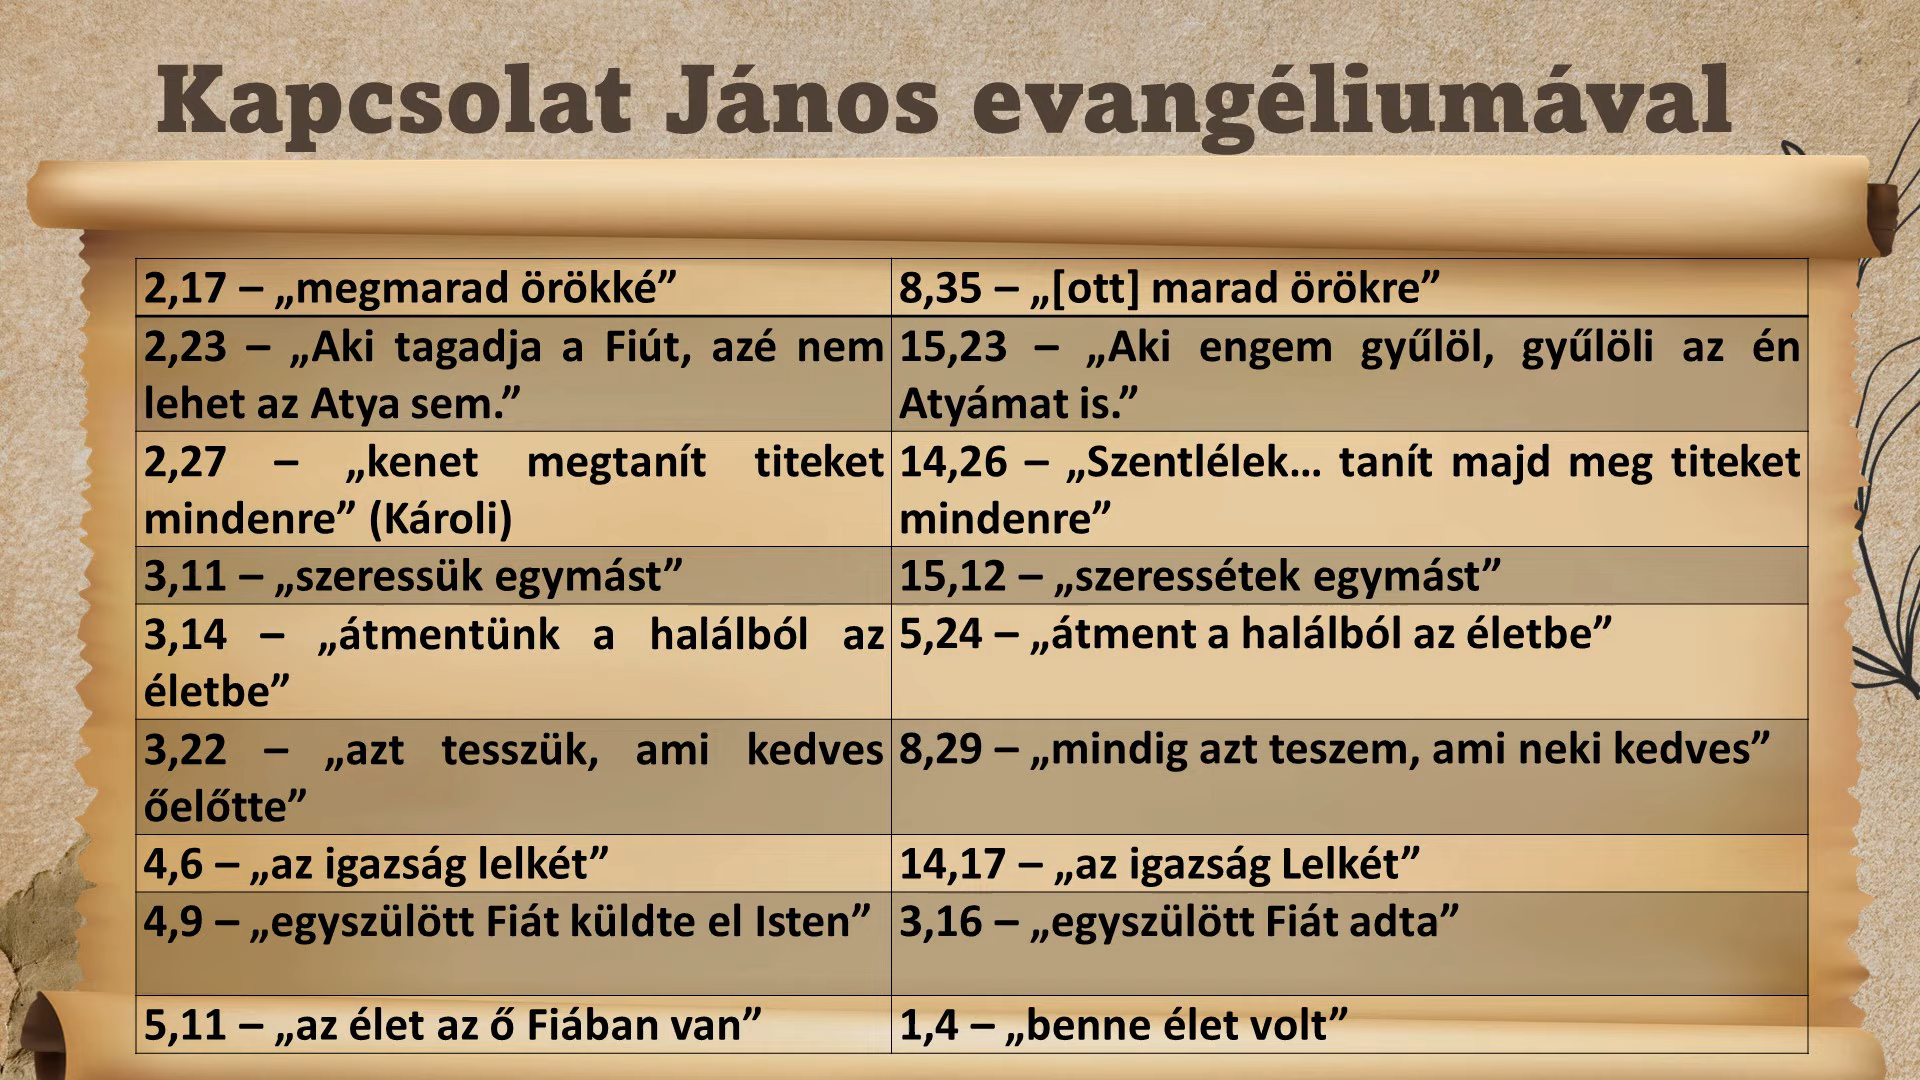 Kapcsolat János evangéliumával
2,17 – „megmarad örökké”
8,35 – „[ott] marad örökre”
2,23 – „Aki tagadja a Fiút, azé nem
lehet az Atya sem.”
15,23 – „Aki engem gyűlöl, gyűlöli az én
Atyámat is.”
2,27 – „kenet megtanít titeket
mindenre” (Károli)
14,26 – „Szentlélek... tanít majd meg titeket
mindenre”
3,11 – „szeressük egymást”
15,12 – „szeressétek egymást”
3,14 – „átmentünk a halálból az
életbe”
5,24 – „átment a halálból az életbe”
3,22 – „azt tesszük, ami kedves
őelőtte”
8,29 – „mindig azt teszem, ami neki kedves”
4,6 – „az igazság lelkét”
14,17 – „az igazság Lelkét”
4,9 – „egyszülött Fiát küldte el Isten”
3,16 – „egyszülött Fiát adta”
5,11 – „az élet az ő Fiában van”
1,4 – „benne élet volt”